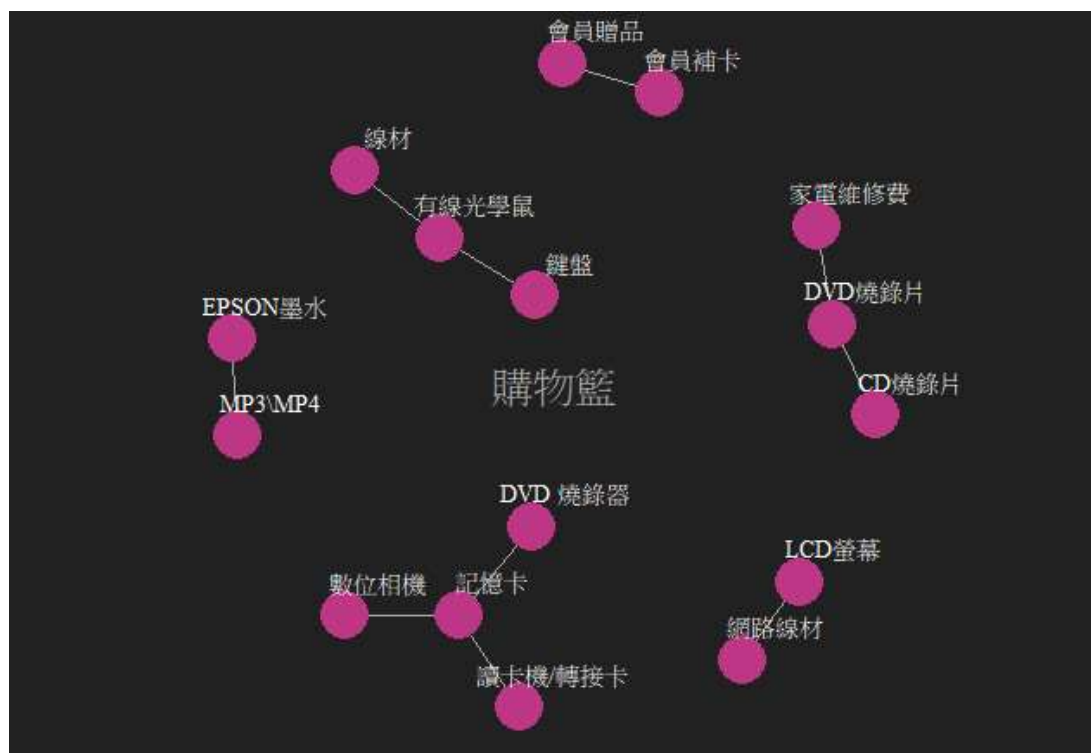 會員贈品
會員補卡
線材
家電維修費
有線光學鼠
鍵盤
DVD燒錄片
EPSON墨水
CD燒錄片
購物籃
MP3\MP4
DVD 燒錄器
LCD螢幕
數位相機
記憶卡
網路線材
讀卡機/轉接卡